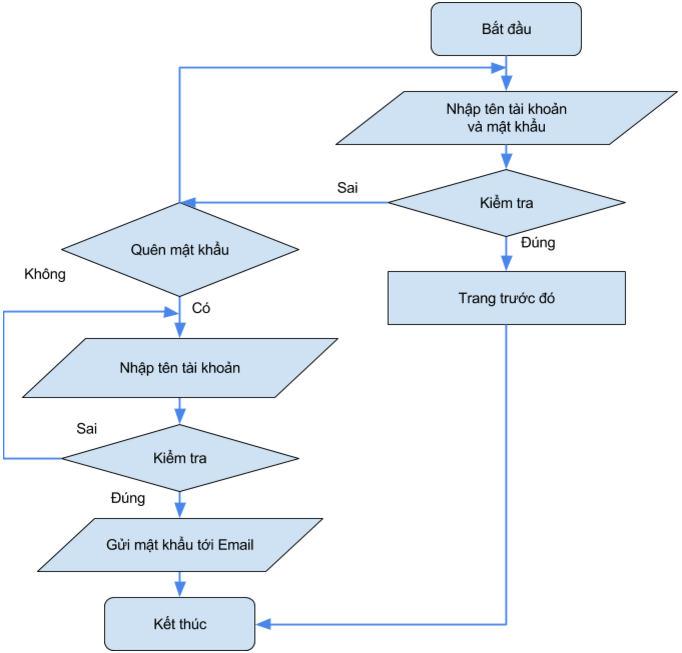 Bắt đầu
Nhập tên tài khoản
và mật khẩu
Sai
Kiểm tra
Đúng
Quên mật khẩu
Không
Trang trước đó
Có
Nhập tên tài khoản
Sai
Kiểm tra
Đúng
Gửi mật khẩu tới Email
Kết thúc